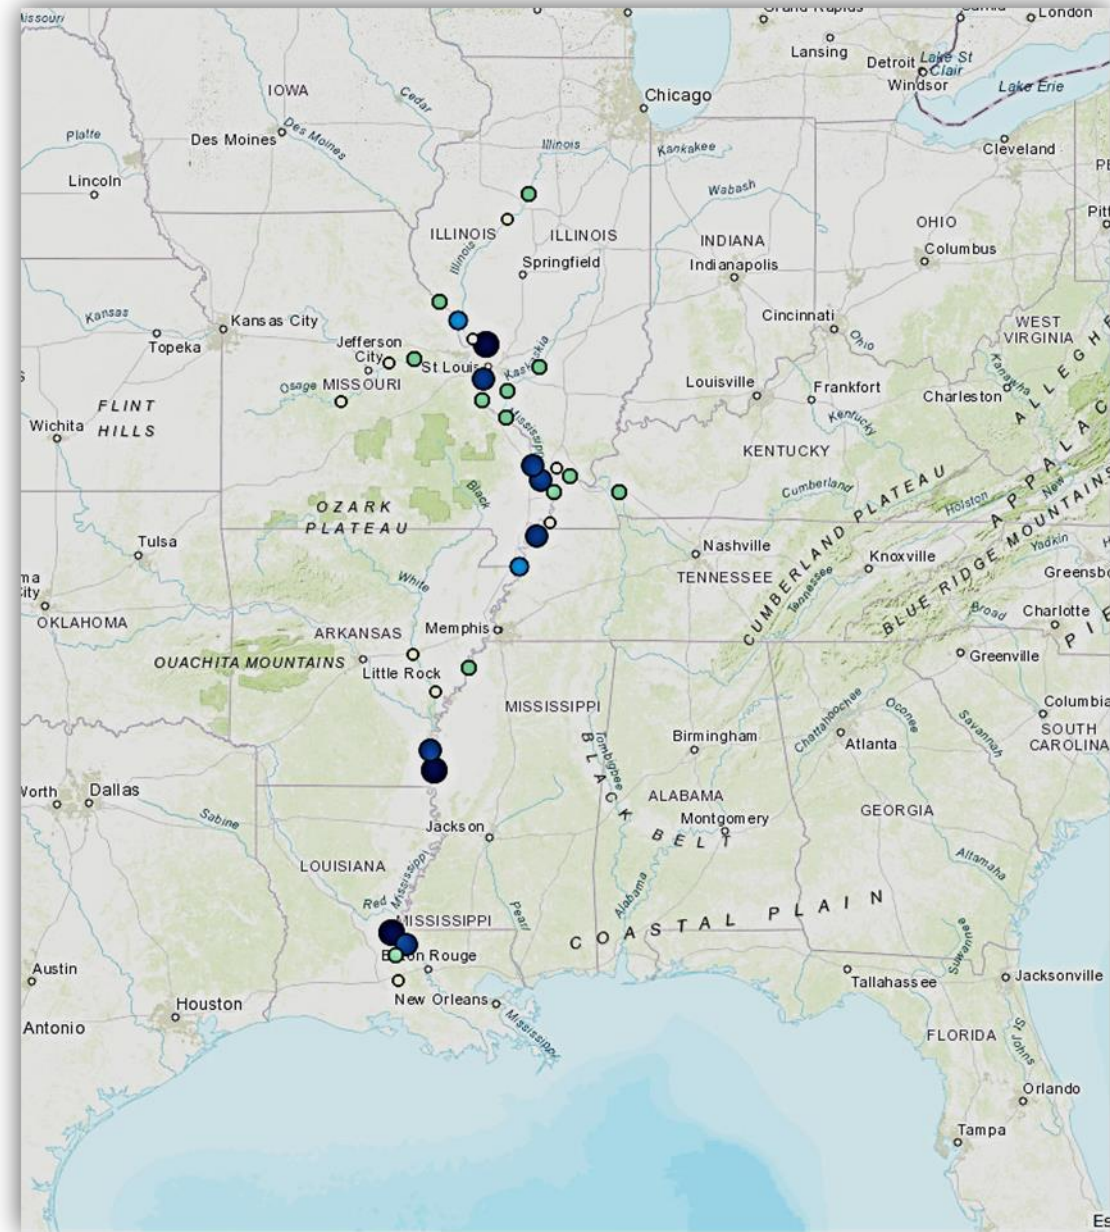 London
Lansing
Detroit
Lake St
Clair
Windsor
Lake Erie
IOWA
Cedar
Chicago
Platte
Des Moines
Des Moines
Illinois
Kankakee
Cleveland
Lincoln
Wabash
OHIO
ILLINOIS
ILLINOIS
INDIANA
Columbus
Illinois
Springfield
Indianapolis
Kansas
Kansas City
Cincinnati
Ohio
WEST
VIRGINIA
Topeka
Jefferson
City
St Louis
Kaskaskia
Kanawha
Osage
MISSOURI
Louisville
Frankfort
Charleston
FLINT
HILLS
Mississippi
Kentucky
Wichita
KENTUCKY
Black
Cumberland
CUMBERLAND PLATEAU
Holston
New
OZARK
PLATEAU
BLUE RIDGE MOUNTAINS
Tulsa
Nashville
Knoxville
Yadkin
White
TENNESSEE
Tennessee
OKLAHOMA
ARKANSAS
Memphis
Broad
Charlotte
OUACHITA MOUNTAINS
Little Rock
Greenville
MISSISSIPPI
Chattahoochee
Oconee
Savannah
Columbia
Tombigbee
Birmingham
Atlanta
SOUTH
CAROLINA
BLACK BELT
Dallas
ALABAMA
GEORGIA
Sabine
Jackson
Montgomery
Mississippi
LOUISIANA
Altamaha
Alabama
Red
MISSISSIPPI
Pearl
COASTAL PLAIN
Suwannee
Austin
Rouge
Tallahassee
Jacksonville
Houston
New Orleans
Antonio
Mississippi
FLORIDA
St Johns
Orlando
Tampa